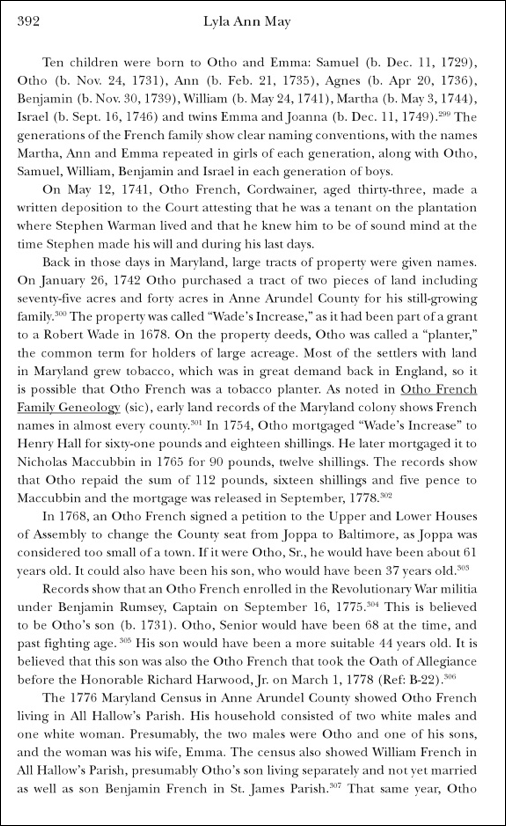 392
Lyla Ann May
Ten children were born to Otho and Emma: Samuel (b. Dec. 11, 1729),
Otho (b. Nov. 24, 1731), Ann (b. Feb. 21, 1735), Agnes (b. Apr 20, 1736),
Benjamin (b. Nov. 30, 1739), William (b. May 24, 1741), Martha (b. May 3, 1744),
Israel (b. Sept. 16, 1746) and twins Emma and Joanna (b. Dec. 11, 1749).299 The
generations of the French family show clear naming conventions, with the names
Martha, Ann and Emma repeated in girls of each generation, along with Otho,
Samuel, William, Benjamin and Israel in each generation of boys.
On May 12, 1741, Otho French, Cordwainer, aged thirty-three, made a
written deposition to the Court attesting that he was a tenant on the plantation
where Stephen Warman lived and that he knew him to be of sound mind at the
time Stephen made his will and during his last days.
Back in those days in Maryland, large tracts of property were given names.
On January 26, 1742 Otho purchased a tract of two pieces of land including
seventy-five acres and forty acres in Anne Arundel County for his still-growing
family.300 The property was called “Wade’s Increase,” as it had been part of a grant
to a Robert Wade in 1678. On the property deeds, Otho was called a “planter,”
the common term for holders of large acreage. Most of the settlers with land
in Maryland grew tobacco, which was in great demand back in England, so it
is possible that Otho French was a tobacco planter. As noted in Otho French
Family Geneology (sic), early land records of the Maryland colony shows French
names in almost every county.301 In 1754, Otho mortgaged “Wade’s Increase” to
Henry Hall for sixty-one pounds and eighteen shillings. He later mortgaged it to
Nicholas Maccubbin in 1765 for 90 pounds, twelve shillings. The records show
that Otho repaid the sum of 112 pounds, sixteen shillings and five pence to
Maccubbin and the mortgage was released in September, 1778.302
In 1768, an Otho French signed a petition to the Upper and Lower Houses
of Assembly to change the County seat from Joppa to Baltimore, as Joppa was
considered too small of a town. If it were Otho, Sr., he would have been about 61
years old. It could also have been his son, who would have been 37 years old.303
Records show that an Otho French enrolled in the Revolutionary War militia
under Benjamin Rumsey, Captain on September 16, 1775.304 This is believed
to be Otho’s son (b. 1731). Otho, Senior would have been 68 at the time, and
past fighting age. 305 His son would have been a more suitable 44 years old. It is
believed that this son was also the Otho French that took the Oath of Allegiance
before the Honorable Richard Harwood, Jr. on March 1, 1778 (Ref: B-22).306
The 1776 Maryland Census in Anne Arundel County showed Otho French
living in All Hallow’s Parish. His household consisted of two white males and
one white woman. Presumably, the two males were Otho and one of his sons,
and the woman was his wife, Emma. The census also showed William French in
All Hallow’s Parish, presumably Otho’s son living separately and not yet married
as well as son Benjamin French in St. James Parish.307 That same year, Otho